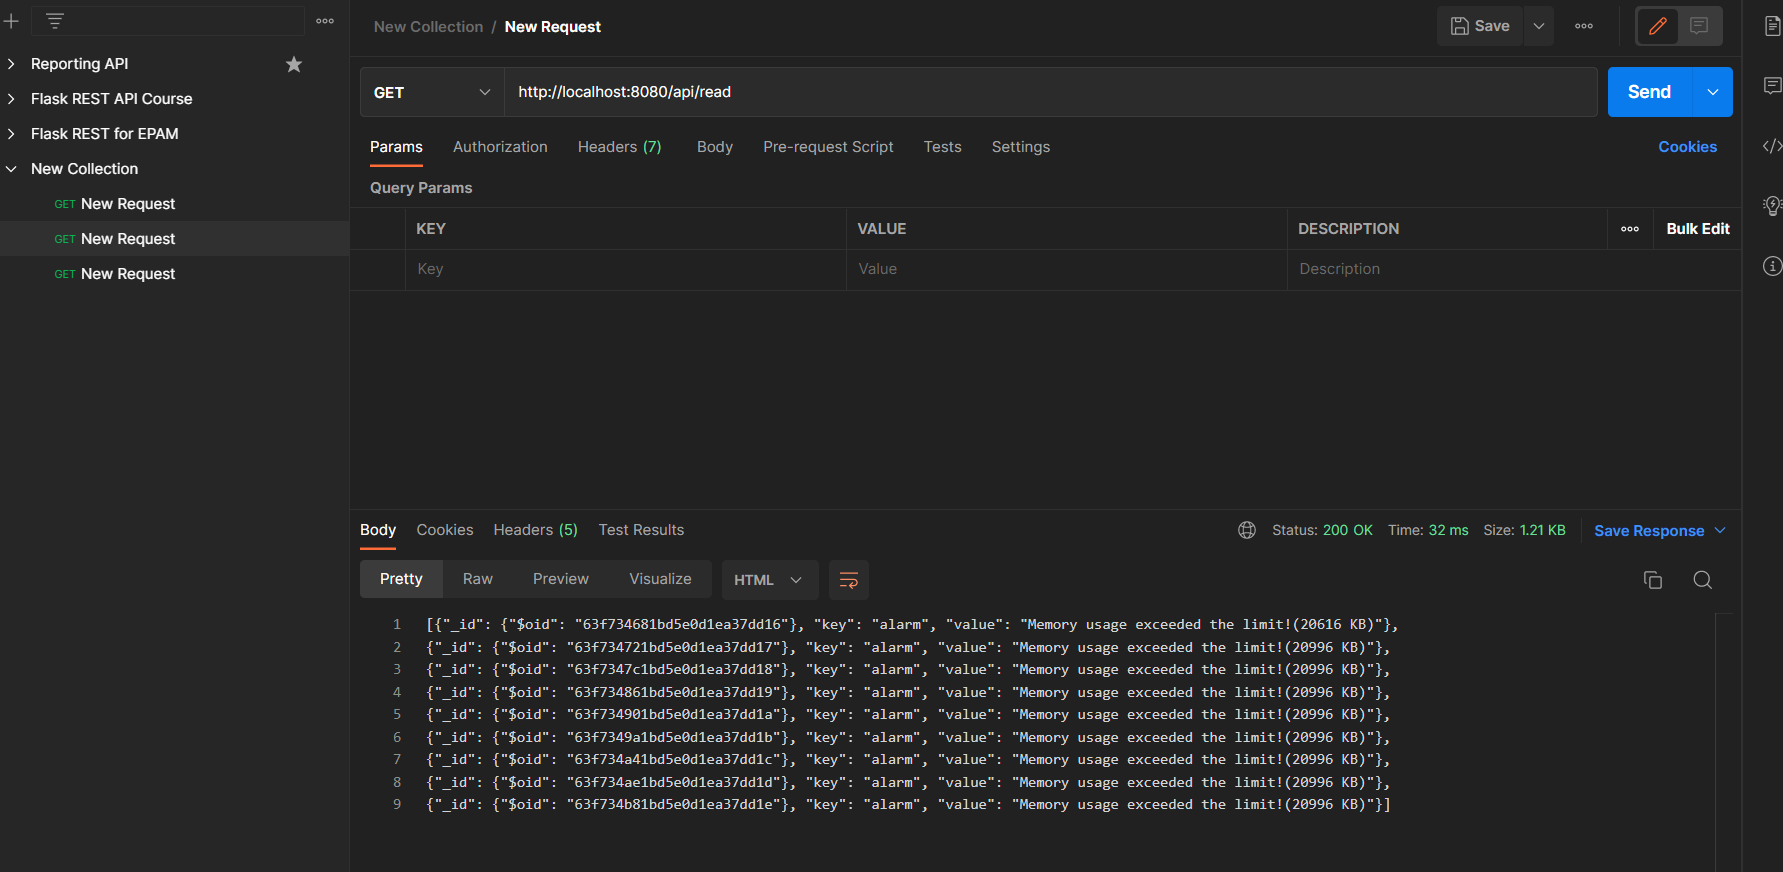 Reporting API
Flask REST API Course
Flask REST for EPAM
New Collection
GET New Request
GET New Request
GET New Request
New Collection / New Request
Save
GET http://localhost:8080/api/read Send
Params Authorization Headers (7) Body Pre-request Script Tests Settings Cookies
Query Params
KEY VALUE DESCRIPTION Bulk Edit
Key Value Description
Body Cookies Headers (5) Test Results Status: 200 OK Time: 32 ms Size: 1.21 KB Save Response
Pretty Raw Preview Visualize HTML
1 [{"_id": {"$oid": "63f734681bd5e0d1ea37dd16"}, "key": "alarm", "value": "Memory usage exceeded the limit!(20616 KB)"},
2 {"_id": {"$oid": "63f734721bd5e0d1ea37dd17"}, "key": "alarm", "value": "Memory usage exceeded the limit!(20996 KB)"},
3 {"_id": {"$oid": "63f7347c1bd5e0d1ea37dd18"}, "key": "alarm", "value": "Memory usage exceeded the limit!(20996 KB)"},
4 {"_id": {"$oid": "63f734861bd5e0d1ea37dd19"}, "key": "alarm", "value": "Memory usage exceeded the limit!(20996 KB)"},
5 {"_id": {"$oid": "63f734901bd5e0d1ea37dd1a"}, "key": "alarm", "value": "Memory usage exceeded the limit!(20996 KB)"},
6 {"_id": {"$oid": "63f7349a1bd5e0d1ea37dd1b"}, "key": "alarm", "value": "Memory usage exceeded the limit!(20996 KB)"},
7 {"_id": {"$oid": "63f734a41bd5e0d1ea37dd1c"}, "key": "alarm", "value": "Memory usage exceeded the limit!(20996 KB)"},
8 {"_id": {"$oid": "63f734ae1bd5e0d1ea37dd1d"}, "key": "alarm", "value": "Memory usage exceeded the limit!(20996 KB)"},
9 {"_id": {"$oid": "63f734b81bd5e0d1ea37dd1e"}, "key": "alarm", "value": "Memory usage exceeded the limit!(20996 KB)"}]